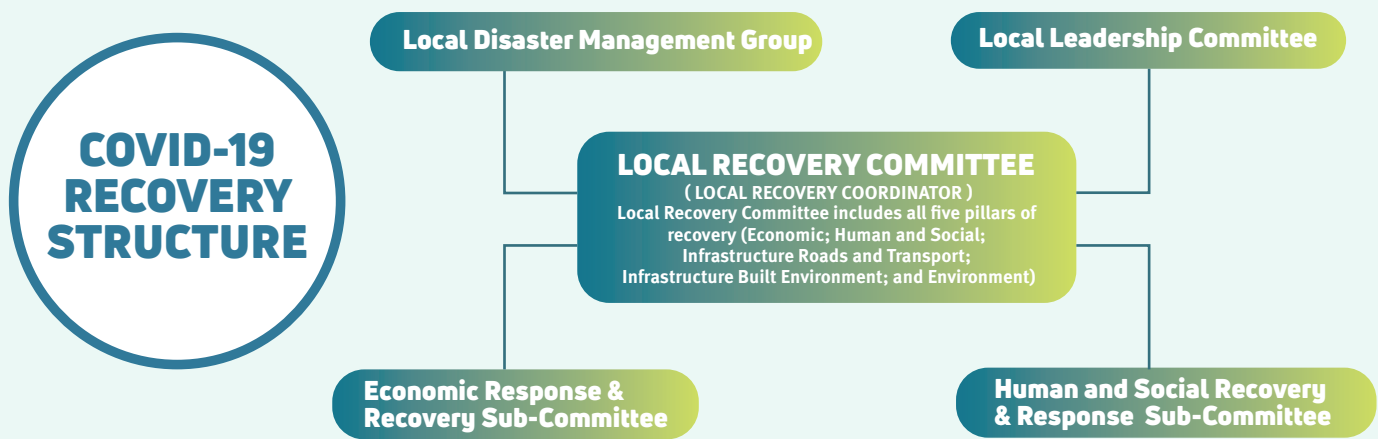 COVID-19
RECOVERY
STRUCTURE
Local Disaster Management Group
Local Leadership Committee
LOCAL RECOVERY COMMITTEE
( LOCAL RECOVERY COORDINATOR )
Local Recovery Committee includes all five pillars of
recovery (Economic; Human and Social;
Infrastructure Roads and Transport;
Infrastructure Built Environment; and Environment)
Economic Response &
Recovery Sub-Committee
Human and Social Recovery
& Response Sub-Committee